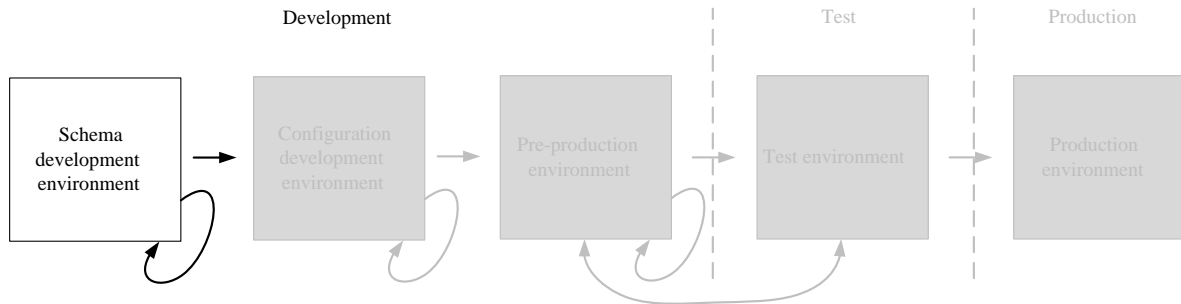 Development
Test
Production
Schema
development
environment
Configuration
development
environment
Pre-production
environment
Test environment
Production
environment